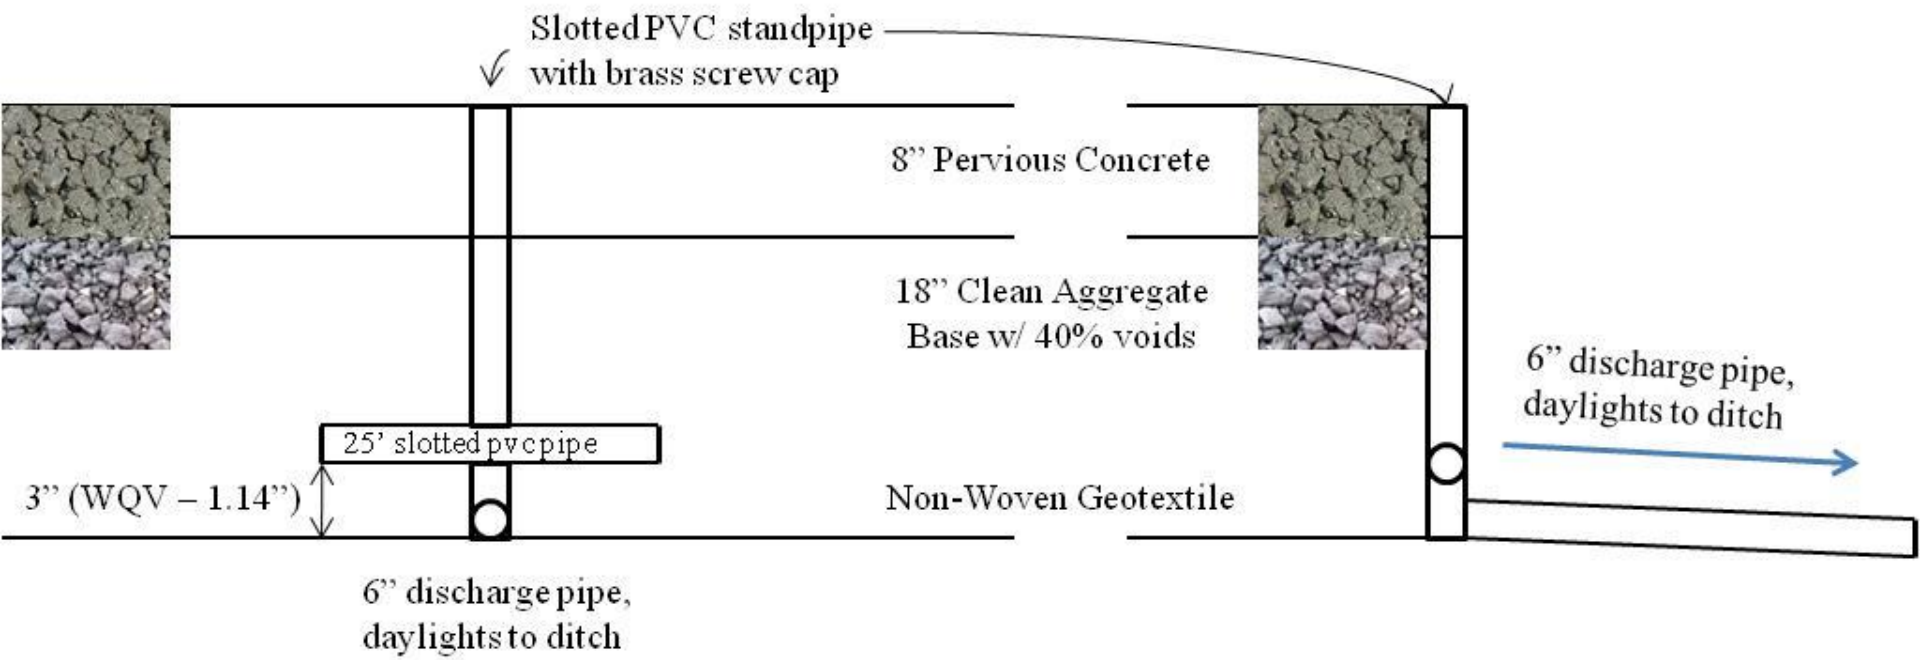 Slotted PVC standpipe
with brass screw cap
8” Pervious Concrete
18” Clean Aggregate
Base w/ 40% voids
6” discharge pipe,
daylights to ditch
25’ slotted pvc pipe
3” (WQV – 1.14”)
Non-Woven Geotextile
6” discharge pipe,
daylights to ditch